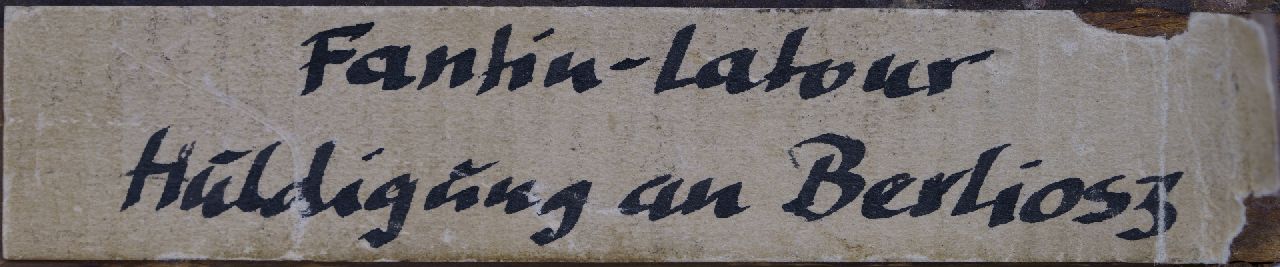 Fantin-Latour
Huldigung an Berliosz